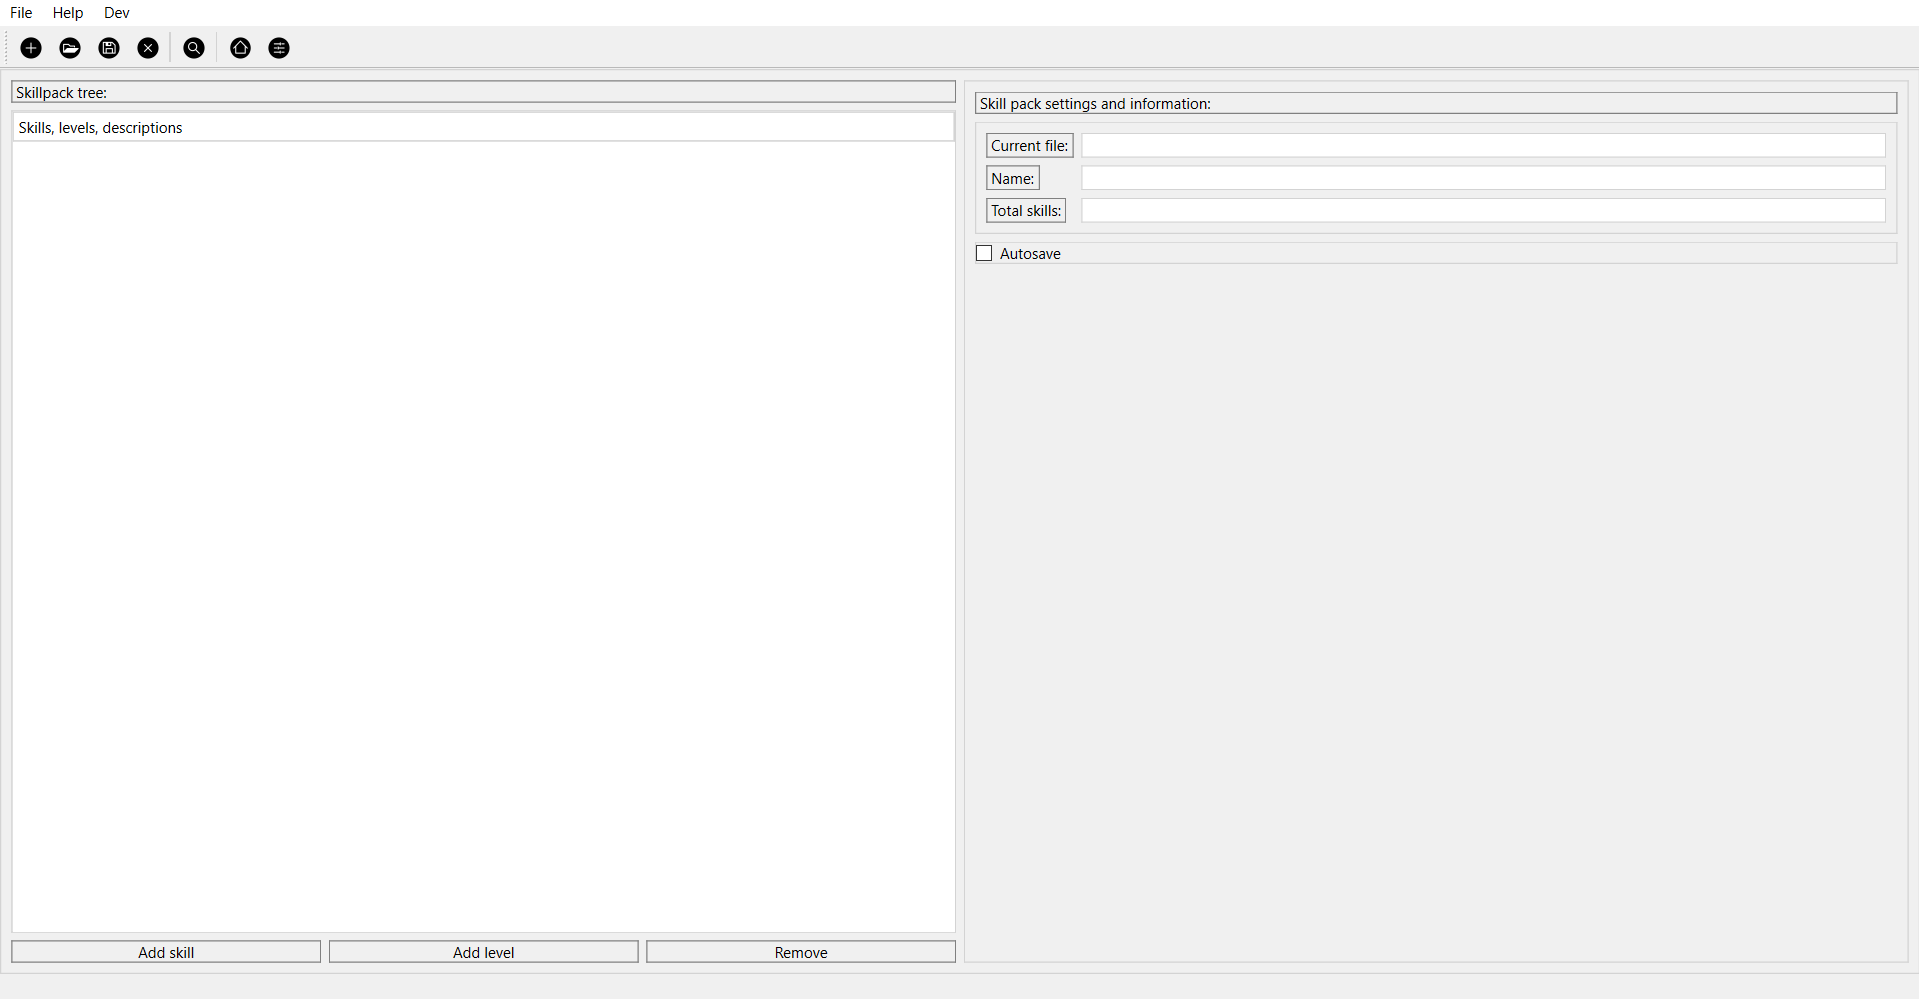 File Help Dev
Skillpack tree:
Skills, levels, descriptions
Add skill Add level Remove
Skill pack settings and information:
Current file:
Name:
Total skills:
Autosave